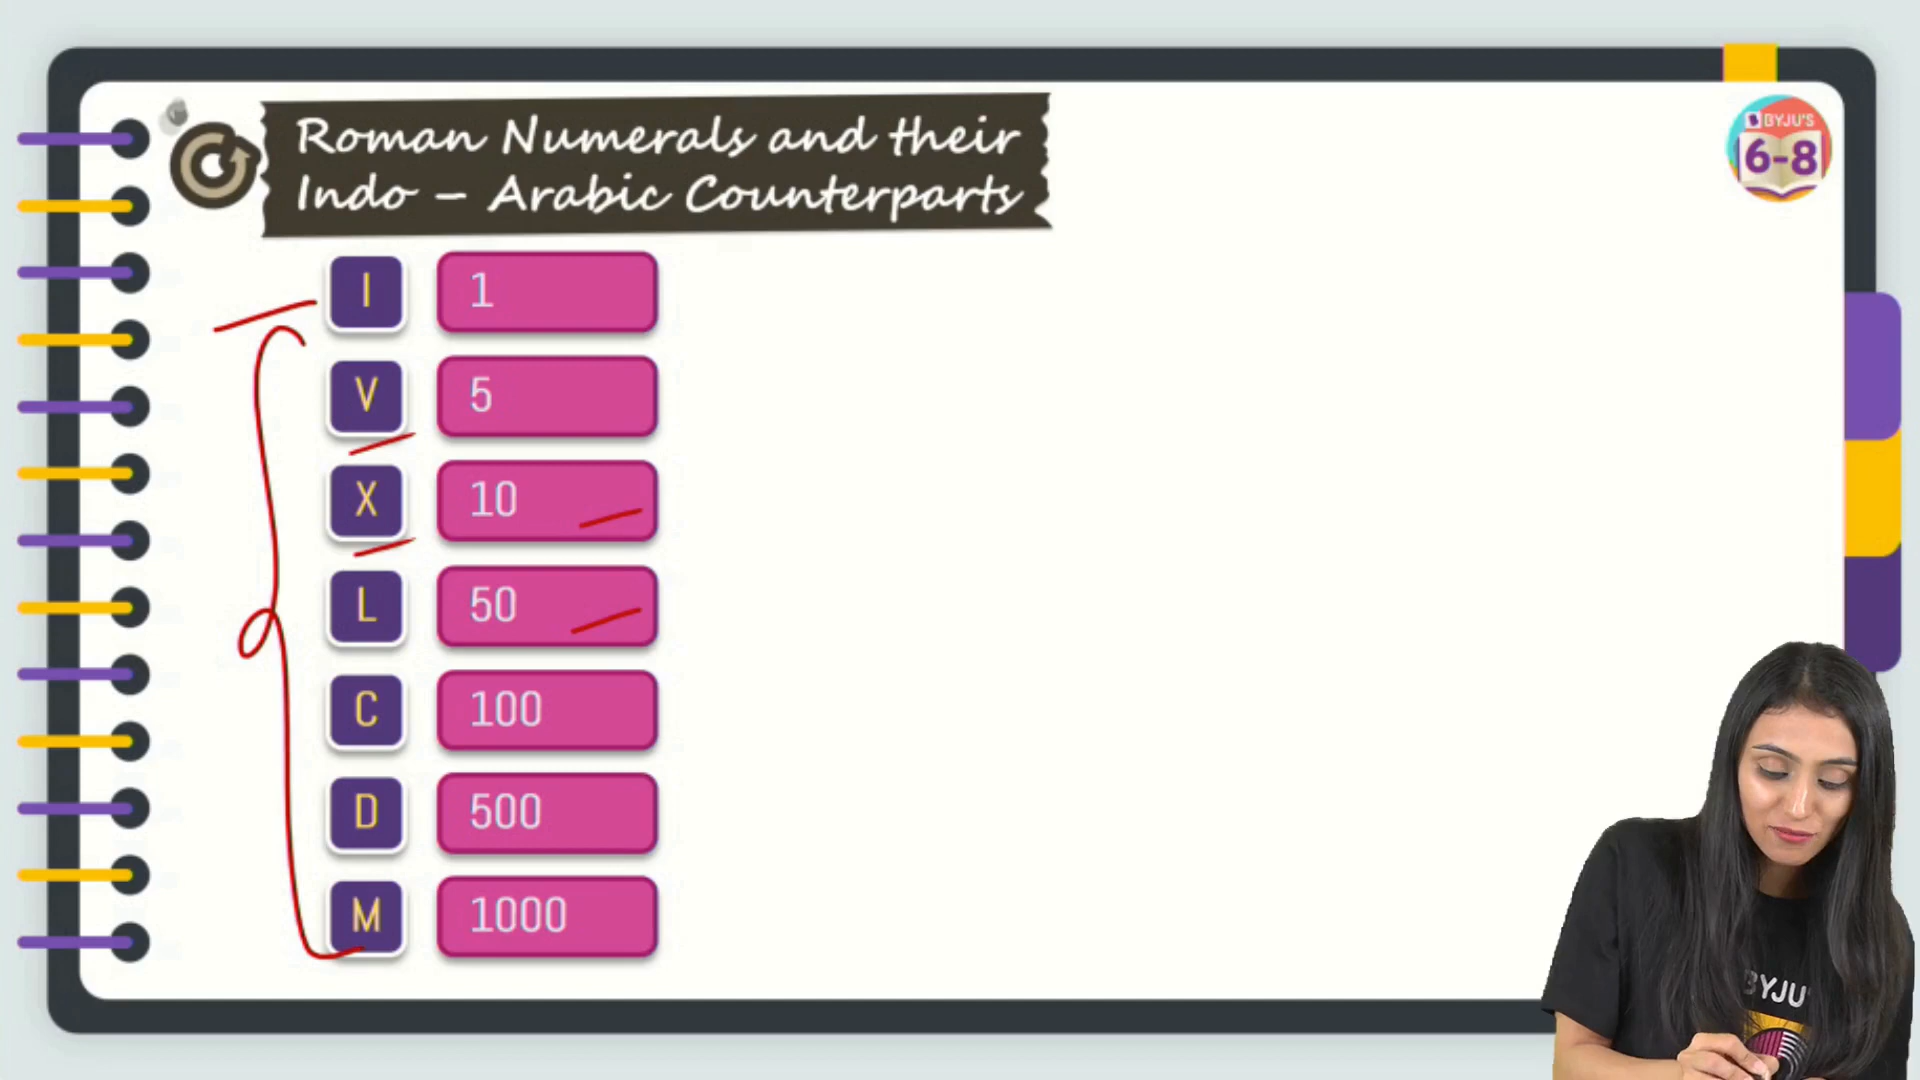 Roman Numerals and their
Indo – Arabic Counterparts
BYJU'S
6-8
I 1
V 5
X 10
L 50
C 100
D 500
M 1000
BYJU'